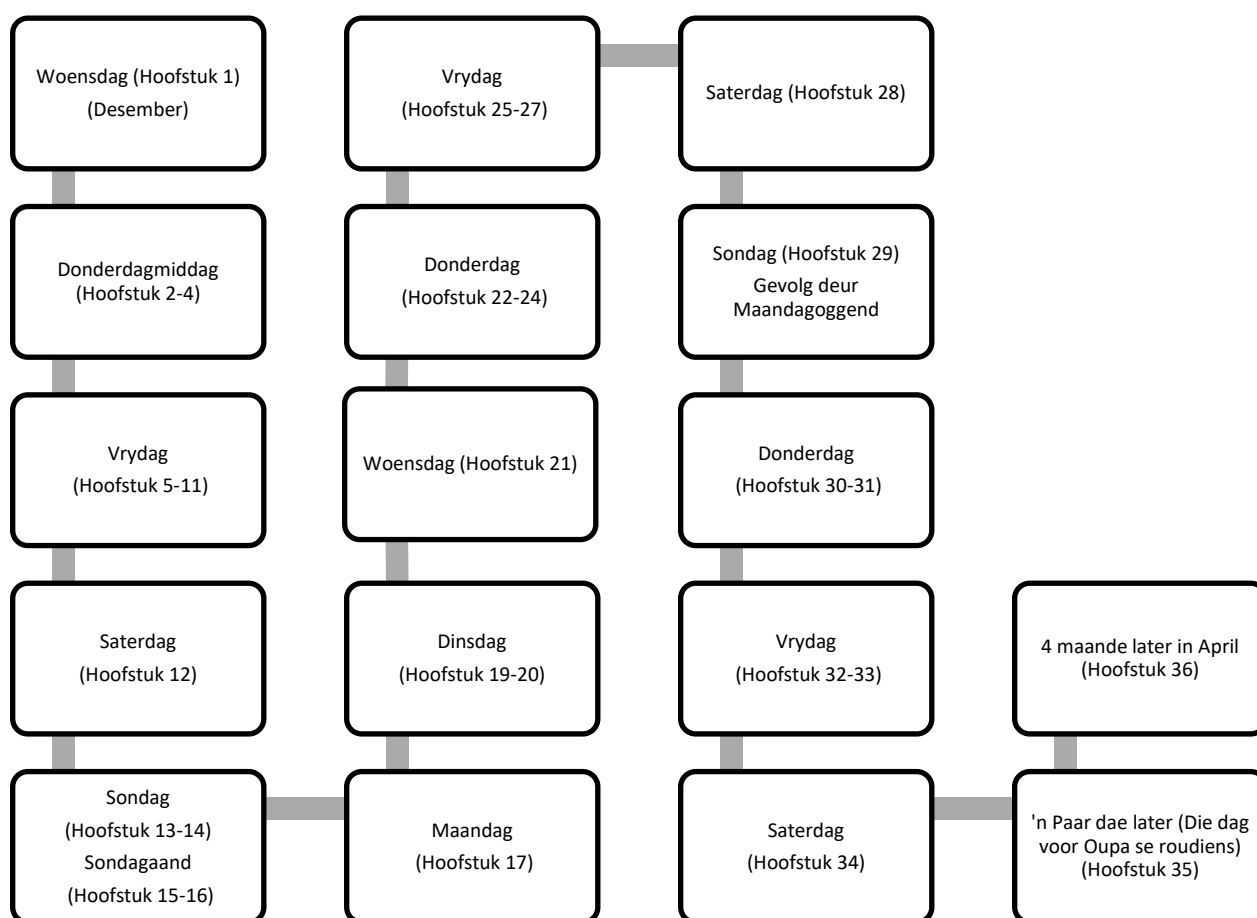 Woensdag (Hoofstuk 1)
(Desember)
Donderdagmiddag
(Hoofstuk 2-4)
Vrydag
(Hoofstuk 5-11)
Saterdag
(Hoofstuk 12)
Sondag
(Hoofstuk 13-14)
Sondagaand
(Hoofstuk 15-16)
Maandag
(Hoofstuk 17)
Dinsdag
(Hoofstuk 19-20)
Woensdag (Hoofstuk 21)
Donderdag
(Hoofstuk 22-24)
Vrydag
(Hoofstuk 25-27)
Saterdag (Hoofstuk 28)
Sondag (Hoofstuk 29)
Gevolg deur
Maandagoggend
Donderdag
(Hoofstuk 30-31)
Vrydag
(Hoofstuk 32-33)
Saterdag
(Hoofstuk 34)
'n Paar dae later (Die dag
voor Oupa se roudiens)
(Hoofstuk 35)
4 maande later in April
(Hoofstuk 36)